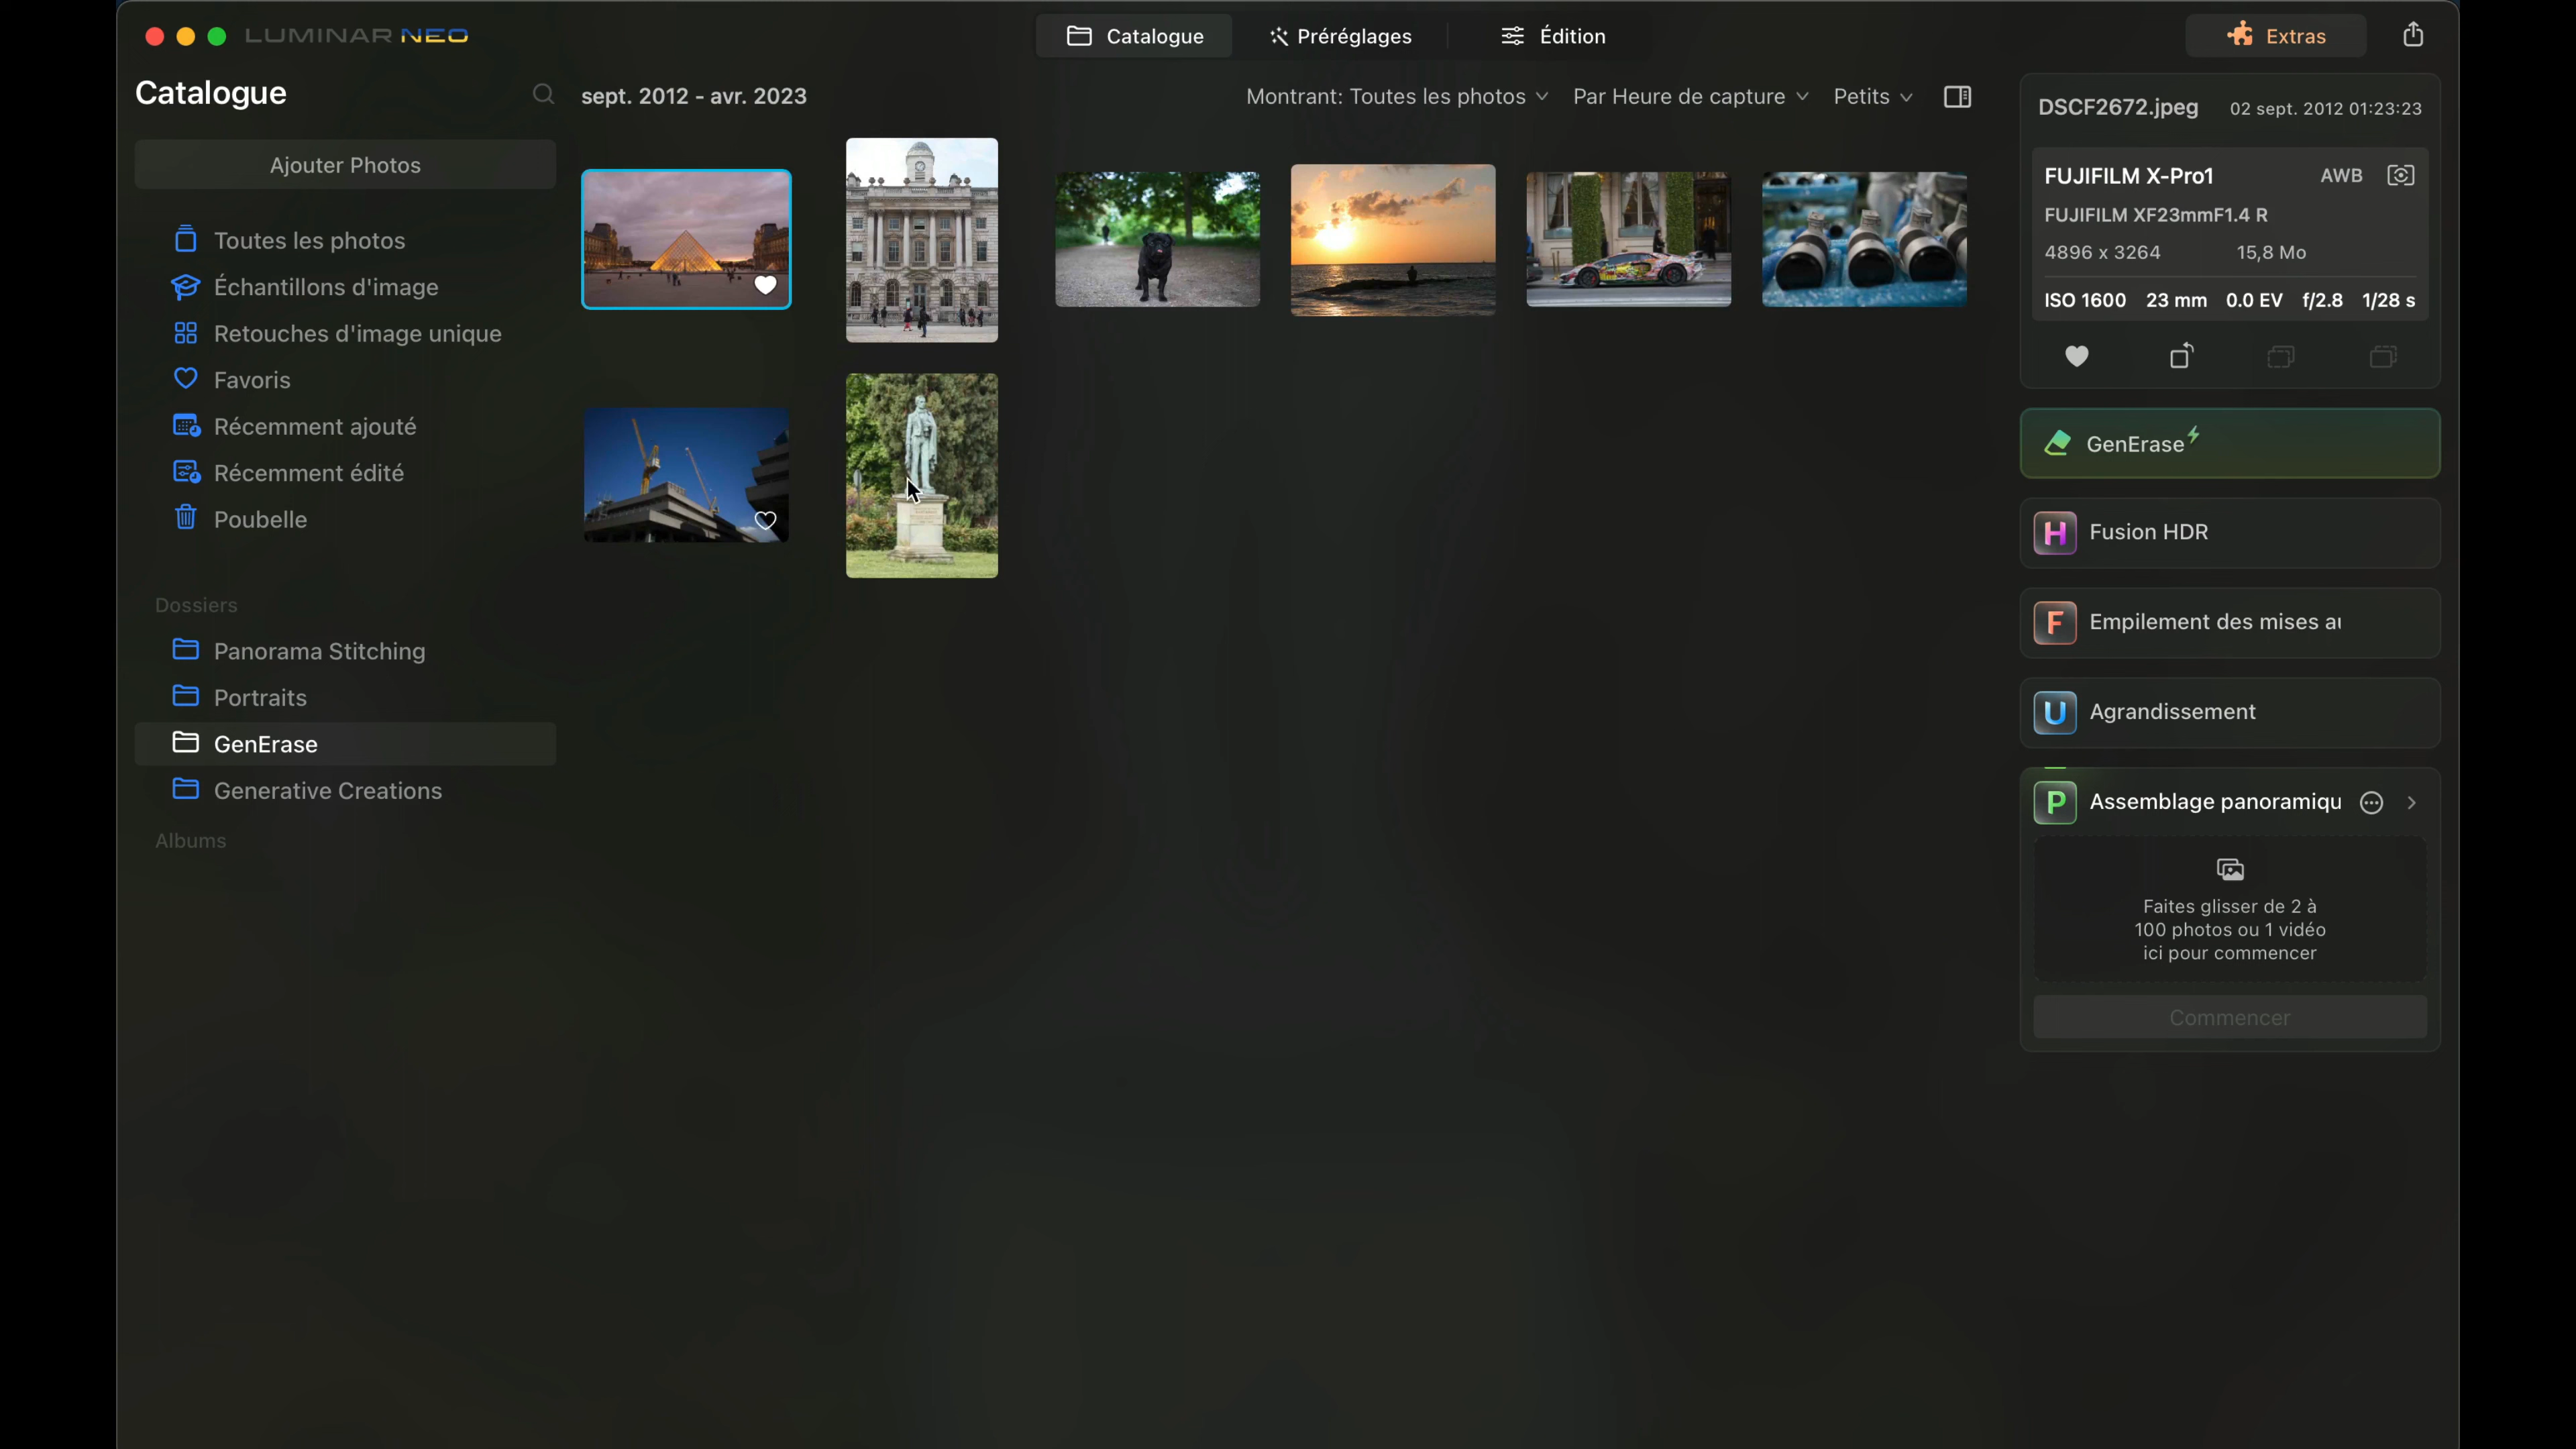 LUMINAR NEO
Catalogue
Préréglages
Édition
Extras
Catalogue
sept. 2012 - avr. 2023
Montrant: Toutes les photos
Par Heure de capture
Petits
Ajouter Photos
Toutes les photos
Échantillons d'image
Retouches d'image unique
Favoris
Récemment ajouté
Récemment édité
Poubelle
Dossiers
Panorama Stitching
Portraits
GenErase
Generative Creations
Albums
DSCF2672.jpeg 02 sept. 2012 01:23:23
FUJIFILM X-Pro1 AWB
FUJIFILM XF23mmF1.4 R
4896 x 3264 15,8 Mo
ISO 1600 23 mm 0.0 EV f/2.8 1/28 s
GenErase
H Fusion HDR
F Empilement des mises au
U Agrandissement
P Assemblage panoramiqu
Faites glisser de 2 à
100 photos ou 1 vidéo
ici pour commencer
Commencer